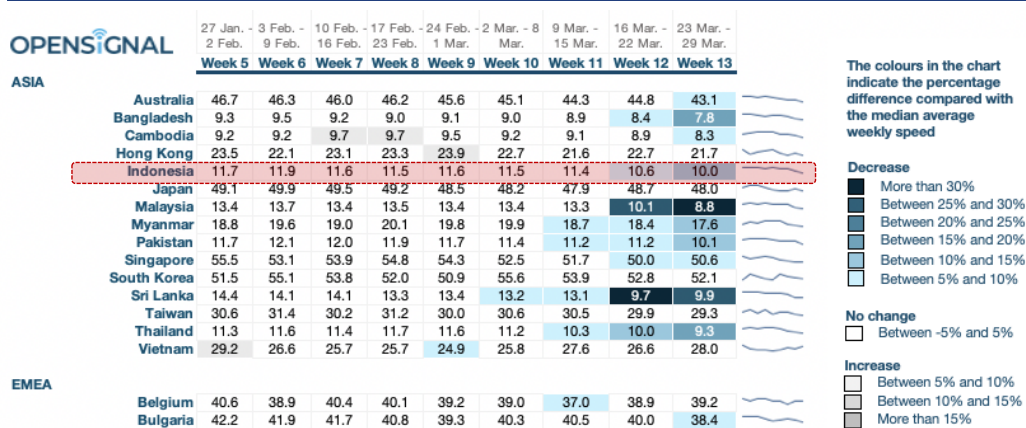 OPENSIGNAL
27 Jan. - 2 Feb. 3 Feb. - 9 Feb. 10 Feb. - 16 Feb. 17 Feb. - 23 Feb. 24 Feb. - 1 Mar. 2 Mar. - 8 Mar. 9 Mar. - 15 Mar. 16 Mar. - 22 Mar. 23 Mar. - 29 Mar.
Week 5 Week 6 Week 7 Week 8 Week 9 Week 10 Week 11 Week 12 Week 13
ASIA
Australia 46.7 46.3 46.0 46.2 45.6 45.1 44.3 44.8 43.1
Bangladesh 9.3 9.5 9.2 9.0 9.1 9.0 8.9 8.4 7.8
Cambodia 9.2 9.2 9.7 9.7 9.5 9.2 9.1 8.9 8.3
Hong Kong 23.5 22.1 23.1 23.3 23.9 22.7 21.6 22.7 21.7
Indonesia 11.7 11.9 11.6 11.5 11.6 11.5 11.4 10.6 10.0
Japan 49.1 49.9 49.5 49.2 48.5 48.2 47.9 48.7 48.0
Malaysia 13.4 13.7 13.4 13.5 13.4 13.4 13.3 10.1 8.8
Myanmar 18.8 19.6 19.0 20.1 19.8 19.9 18.7 18.4 17.6
Pakistan 11.7 12.1 12.0 11.9 11.7 11.4 11.2 11.2 10.1
Singapore 55.5 53.1 53.9 54.8 54.3 52.5 51.7 50.0 50.6
South Korea 51.5 55.1 53.8 52.0 50.9 55.6 53.9 52.8 52.1
Sri Lanka 14.4 14.1 14.1 13.3 13.4 13.2 13.1 9.7 9.9
Taiwan 30.6 31.4 30.2 31.2 30.0 30.6 30.5 29.9 29.3
Thailand 11.3 11.6 11.4 11.7 11.6 11.2 10.3 10.0 9.3
Vietnam 29.2 26.6 25.7 25.7 24.9 25.8 27.6 26.6 28.0
EMEA
Belgium 40.6 38.9 40.4 40.1 39.2 39.0 37.0 38.9 39.2
Bulgaria 42.2 41.9 41.7 40.8 39.3 40.3 40.5 40.0 38.4
The colours in the chart
indicate the percentage
difference compared with
the median average
weekly speed
Decrease
More than 30%
Between 25% and 30%
Between 20% and 25%
Between 15% and 20%
Between 10% and 15%
Between 5% and 10%
No change
Between -5% and 5%
Increase
Between 5% and 10%
Between 10% and 15%
More than 15%